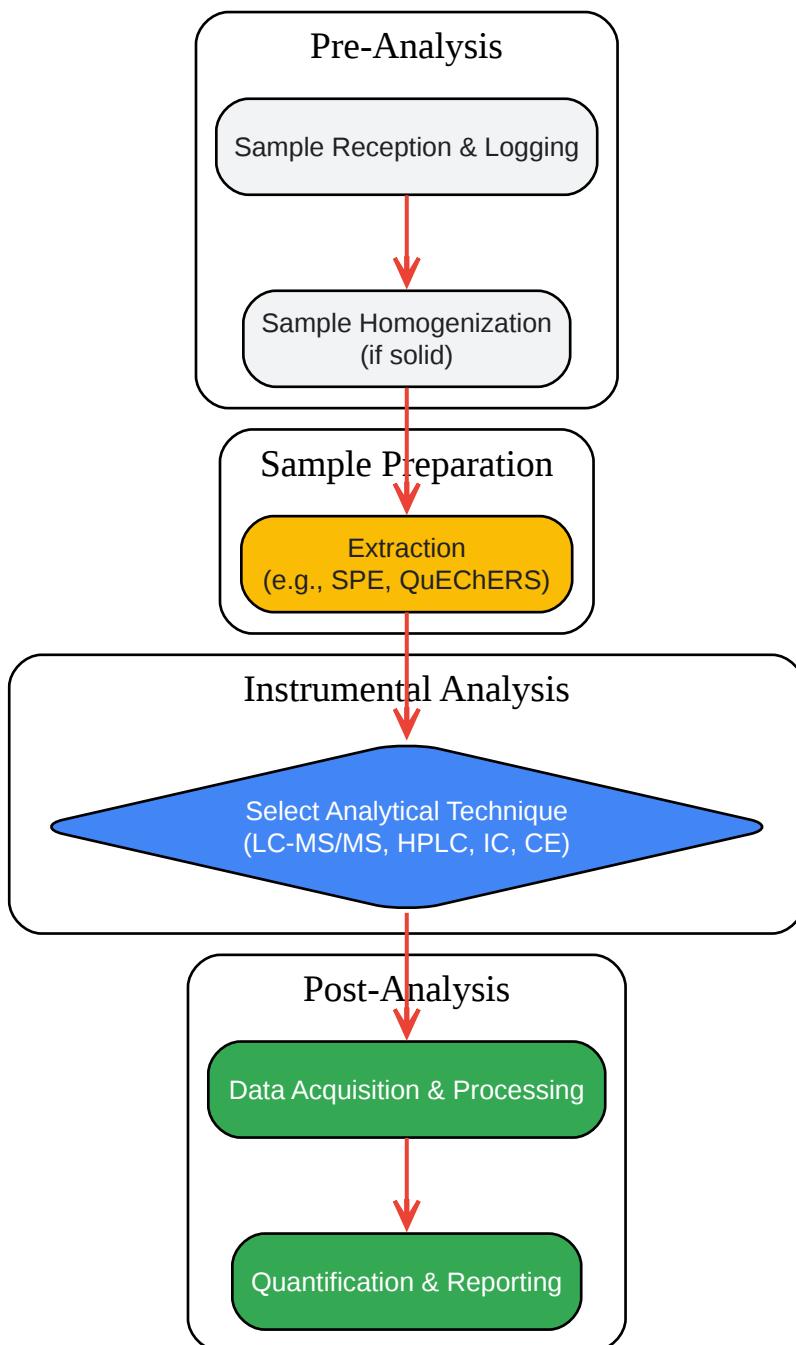 Pre-Analysis
Sample Reception & Logging
Sample Homogenization
(if solid)
Sample Preparation
Extraction
(e.g., SPE, QuEChERS)
Instrumental Analysis
Select Analytical Technique
(LC-MS/MS, HPLC, IC, CE)
Post-Analysis
Data Acquisition & Processing
Quantification & Reporting